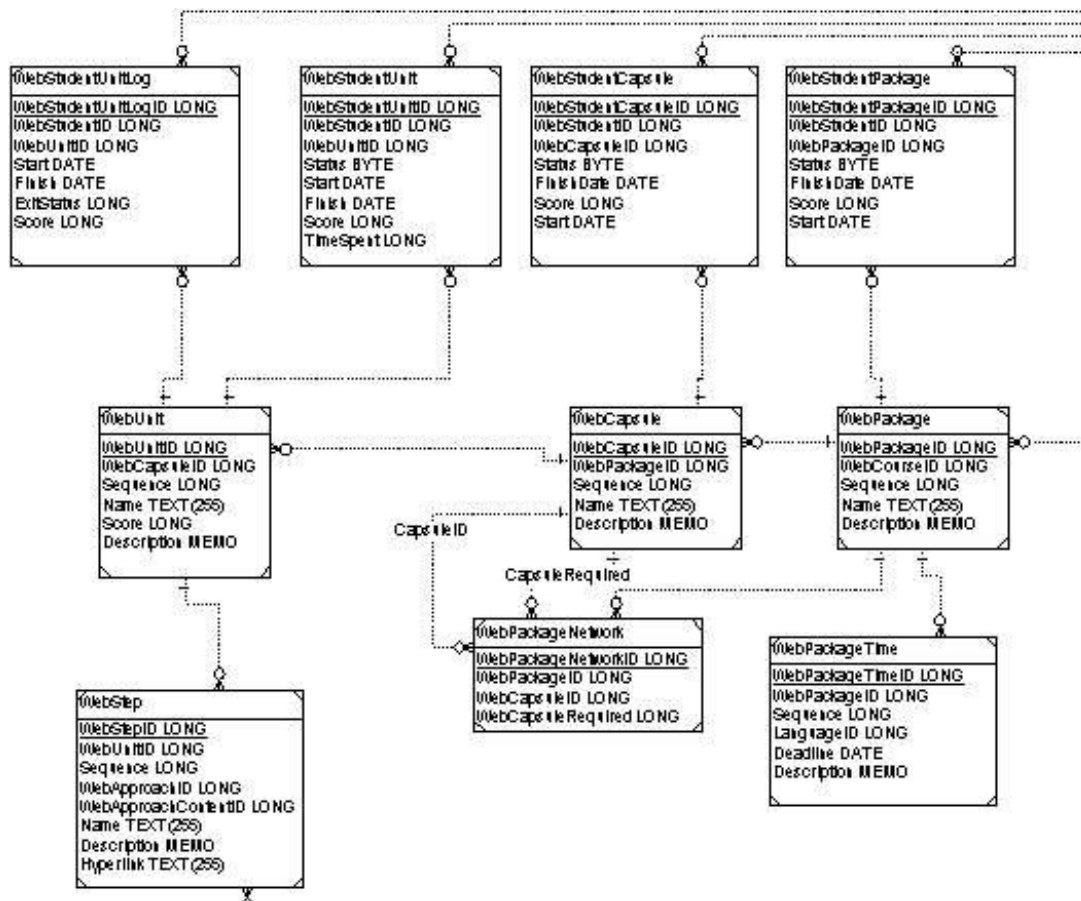 WebStudentUnitLog
WebStudentUnitLogID LONG
WebStudentID LONG
WebUnitID LONG
Start DATE
Finish DATE
ExitStatus LONG
Score LONG
WebStudentUnit
WebStudentUnitID LONG
WebStudentID LONG
WebUnitID LONG
Status BYTE
Start DATE
Finish DATE
Score LONG
TimeSpent LONG
WebStudentCapsule
WebStudentCapsuleID LONG
WebStudentID LONG
WebCapsuleID LONG
Status BYTE
FinishDate DATE
Score LONG
Start DATE
WebStudentPackage
WebStudentPackageID LONG
WebStudentID LONG
WebPackageID LONG
Status BYTE
FinishDate DATE
Score LONG
Start DATE
WebUnit
WebUnitID LONG
WebCapsuleID LONG
Sequence LONG
Name TEXT(255)
Score LONG
Description MEMO
WebCapsule
WebCapsuleID LONG
WebPackageID LONG
Sequence LONG
Name TEXT(255)
Description MEMO
WebPackage
WebPackageID LONG
WebCourseID LONG
Sequence LONG
Name TEXT(255)
Description MEMO
CapsuleID
CapsuleRequired
WebPackageNetwork
WebPackageNetworkID LONG
WebPackageID LONG
WebCapsuleID LONG
WebCapsuleRequired LONG
WebPackageTime
WebPackageTimeID LONG
WebPackageID LONG
Sequence LONG
LanguageID LONG
Deadline DATE
Description MEMO
WebStep
WebStepID LONG
WebUnitID LONG
Sequence LONG
WebApproachID LONG
WebApproachContentID LONG
Name TEXT(255)
Description MEMO
Hyperlink TEXT(255)